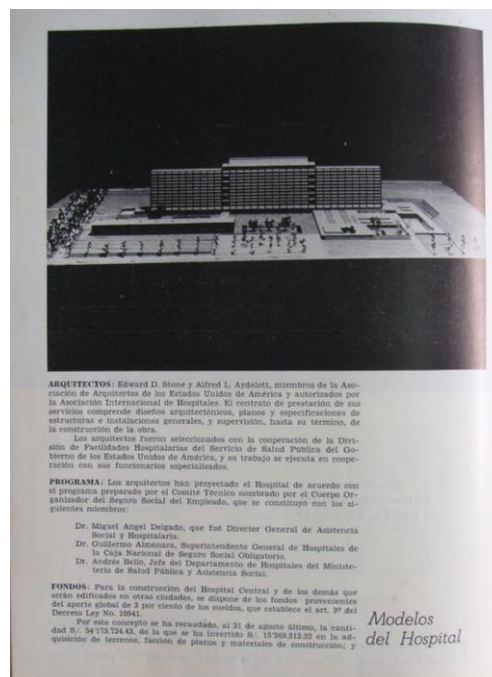 ARQUITECTOS: Edward D. Stone y Alfred L. Aydelott, miembros de la Aso-
ciación de Arquitectos de los Estados Unidos de América y autorizados por
la Asociación Internacional de Hospitales. El contrato de prestación de sus
servicios comprende diseños arquitectónicos, planos y especificaciones de
estructuras e instalaciones generales, y supervisión, hasta su término, de
la construcción de la obra.
Los arquitectos fueron seleccionados con la cooperación de la Divi-
sión de Facilidades Hospitalarias del Servicio de Salud Pública del Go-
bierno de los Estados Unidos de América, y su trabajo se ejecuta en coope-
ración con sus funcionarios especializados.
PROGRAMA: Los arquitectos han proyectado el Hospital de acuerdo con
el programa preparado por el Comité Técnico nombrado por el Cuerpo Or-
ganizador del Seguro Social del Empleado, que se constituyó con los si-
guientes miembros:
Dr. Miguel Angel Delgado, que fué Director General de Asistencia
Social y Hospitalaria.
Dr. Guillermo Almenara, Superintendente General de Hospitales de
la Caja Nacional de Seguro Social Obligatorio.
Dr. Andrés Bello, Jefe del Departamento de Hospitales del Ministe-
terio de Salud Pública y Asistencia Social.
FONDOS: Para la construcción del Hospital Central y de los demás que
serán edificados en otras ciudades, se dispone de los fondos provenientes
del aporte global de 3 por ciento de los sueldos, que establece el art. 2º del
Decreto Ley No. 10941.
Por este concepto se ha recaudado, al 31 de agosto último, la canti-
dad S/. 54'175,724.43, de la que se ha invertido S/. 15'369,312.32 en la ad-
quisición de terrenos, facción de planos y materiales de construcción; y
Modelos
del Hospital